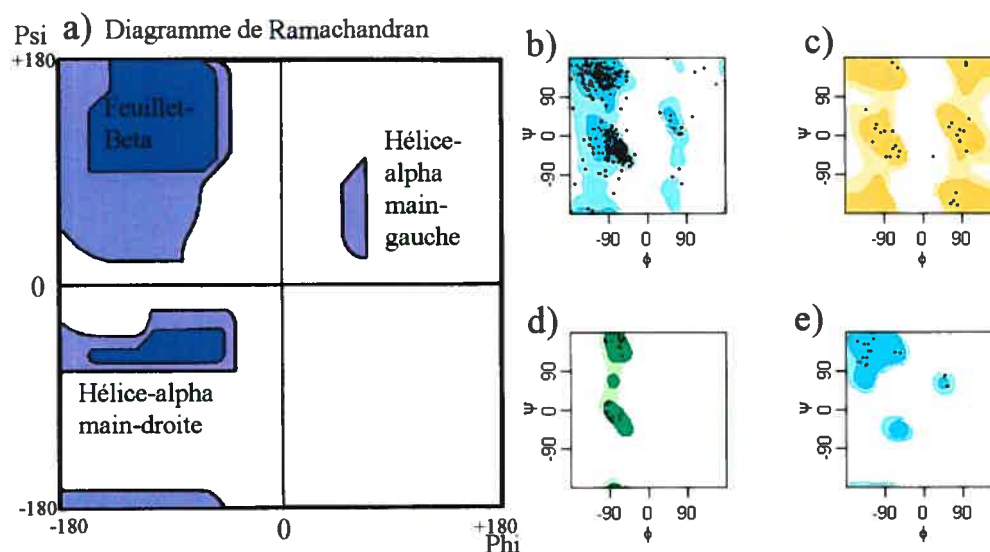 a) Diagramme de Ramachandran
Psi
+180
Feuillet-
Beta
Hélice-
alpha
main-
gauche
0
Hélice-alpha
main-droite
-180
-180
0
+180
Phi
b)
90
0
-90
Ψ
-90
0
90
ϕ
c)
90
0
-90
Ψ
-90
0
90
ϕ
d)
90
0
-90
Ψ
-90
0
90
ϕ
e)
90
0
-90
Ψ
-90
0
90
ϕ